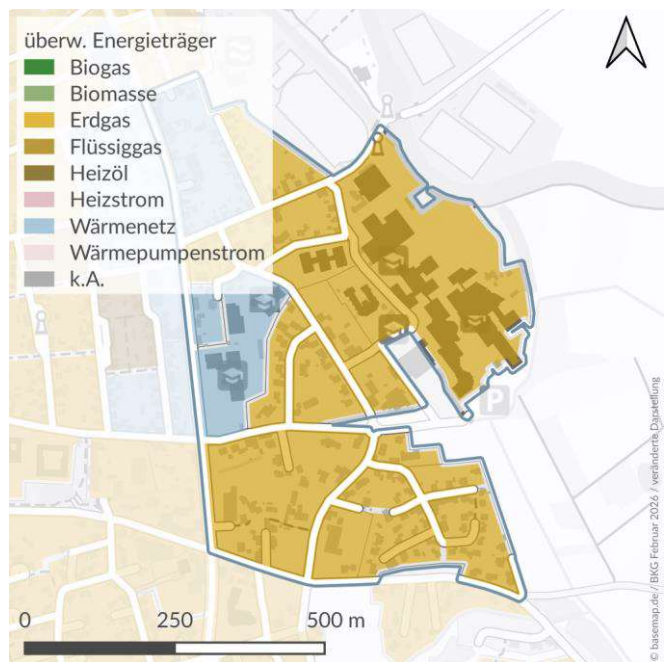 überw. Energieträger
Biogas
Biomasse
Erdgas
Flüssiggas
Heizöl
Heizstrom
Wärmenetz
Wärmepumpenstrom
k.A.
P
0 250 500 m
© basemap.de / BKG Februar 2026 / veränderte Darstellung